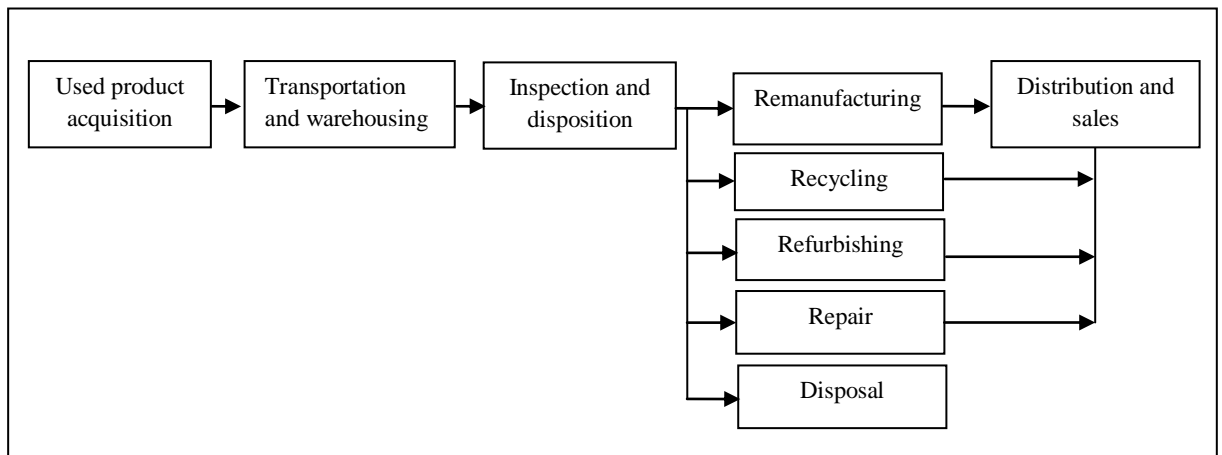 Used product
acquisition
Transportation
and warehousing
Inspection and
disposition
Remanufacturing
Distribution and
sales
Recycling
Refurbishing
Repair
Disposal